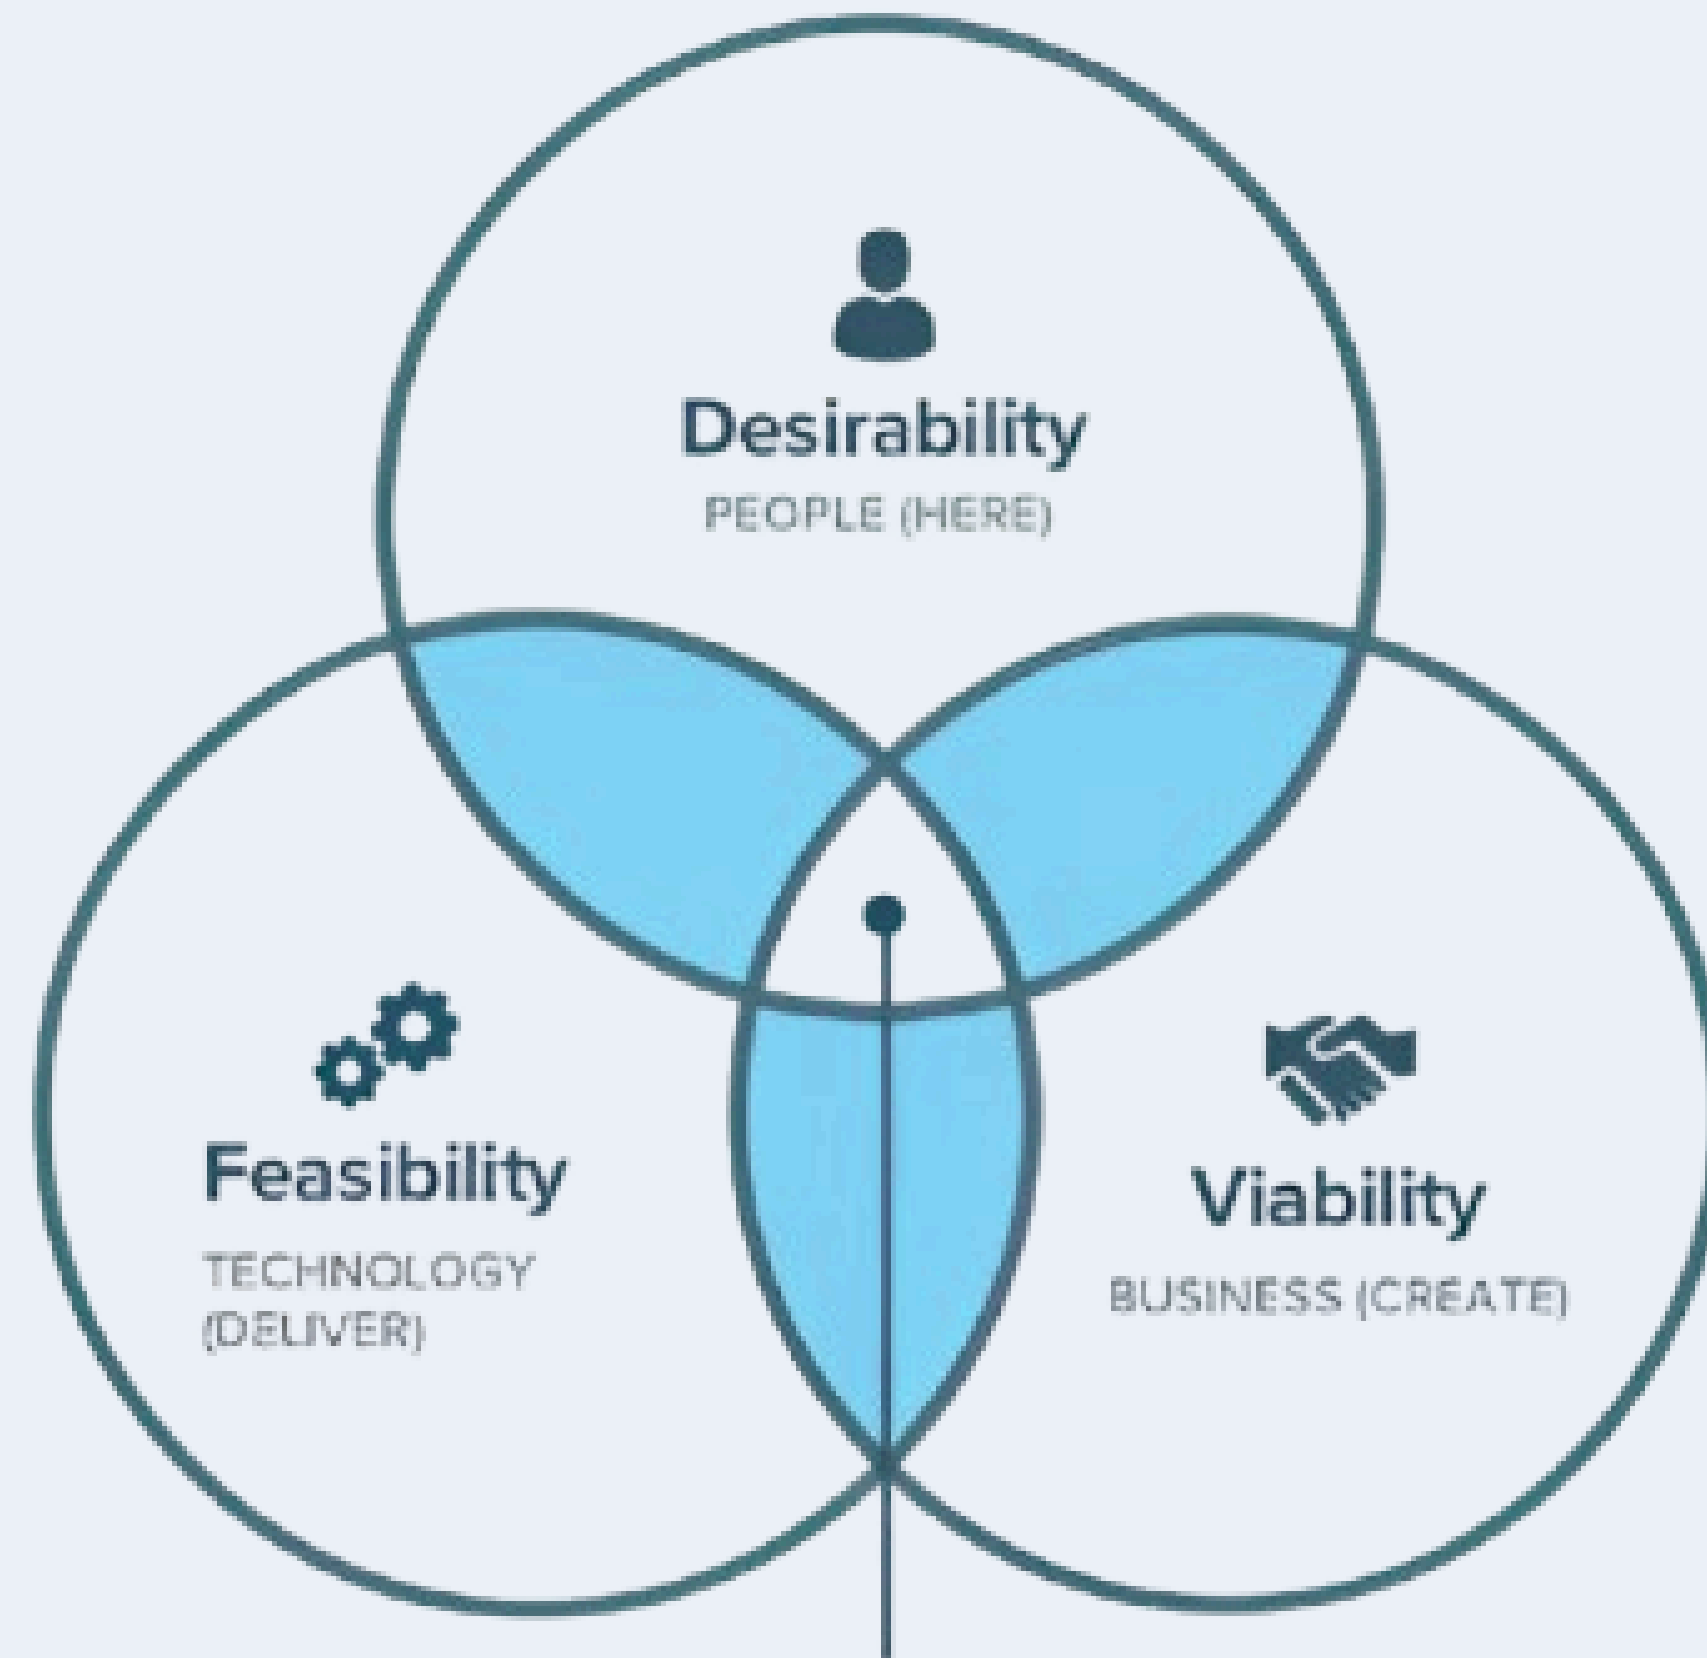 Desirability
PEOPLE (HERE)
Feasibility
TECHNOLOGY
(DELIVER)
Viability
BUSINESS (CREATE)